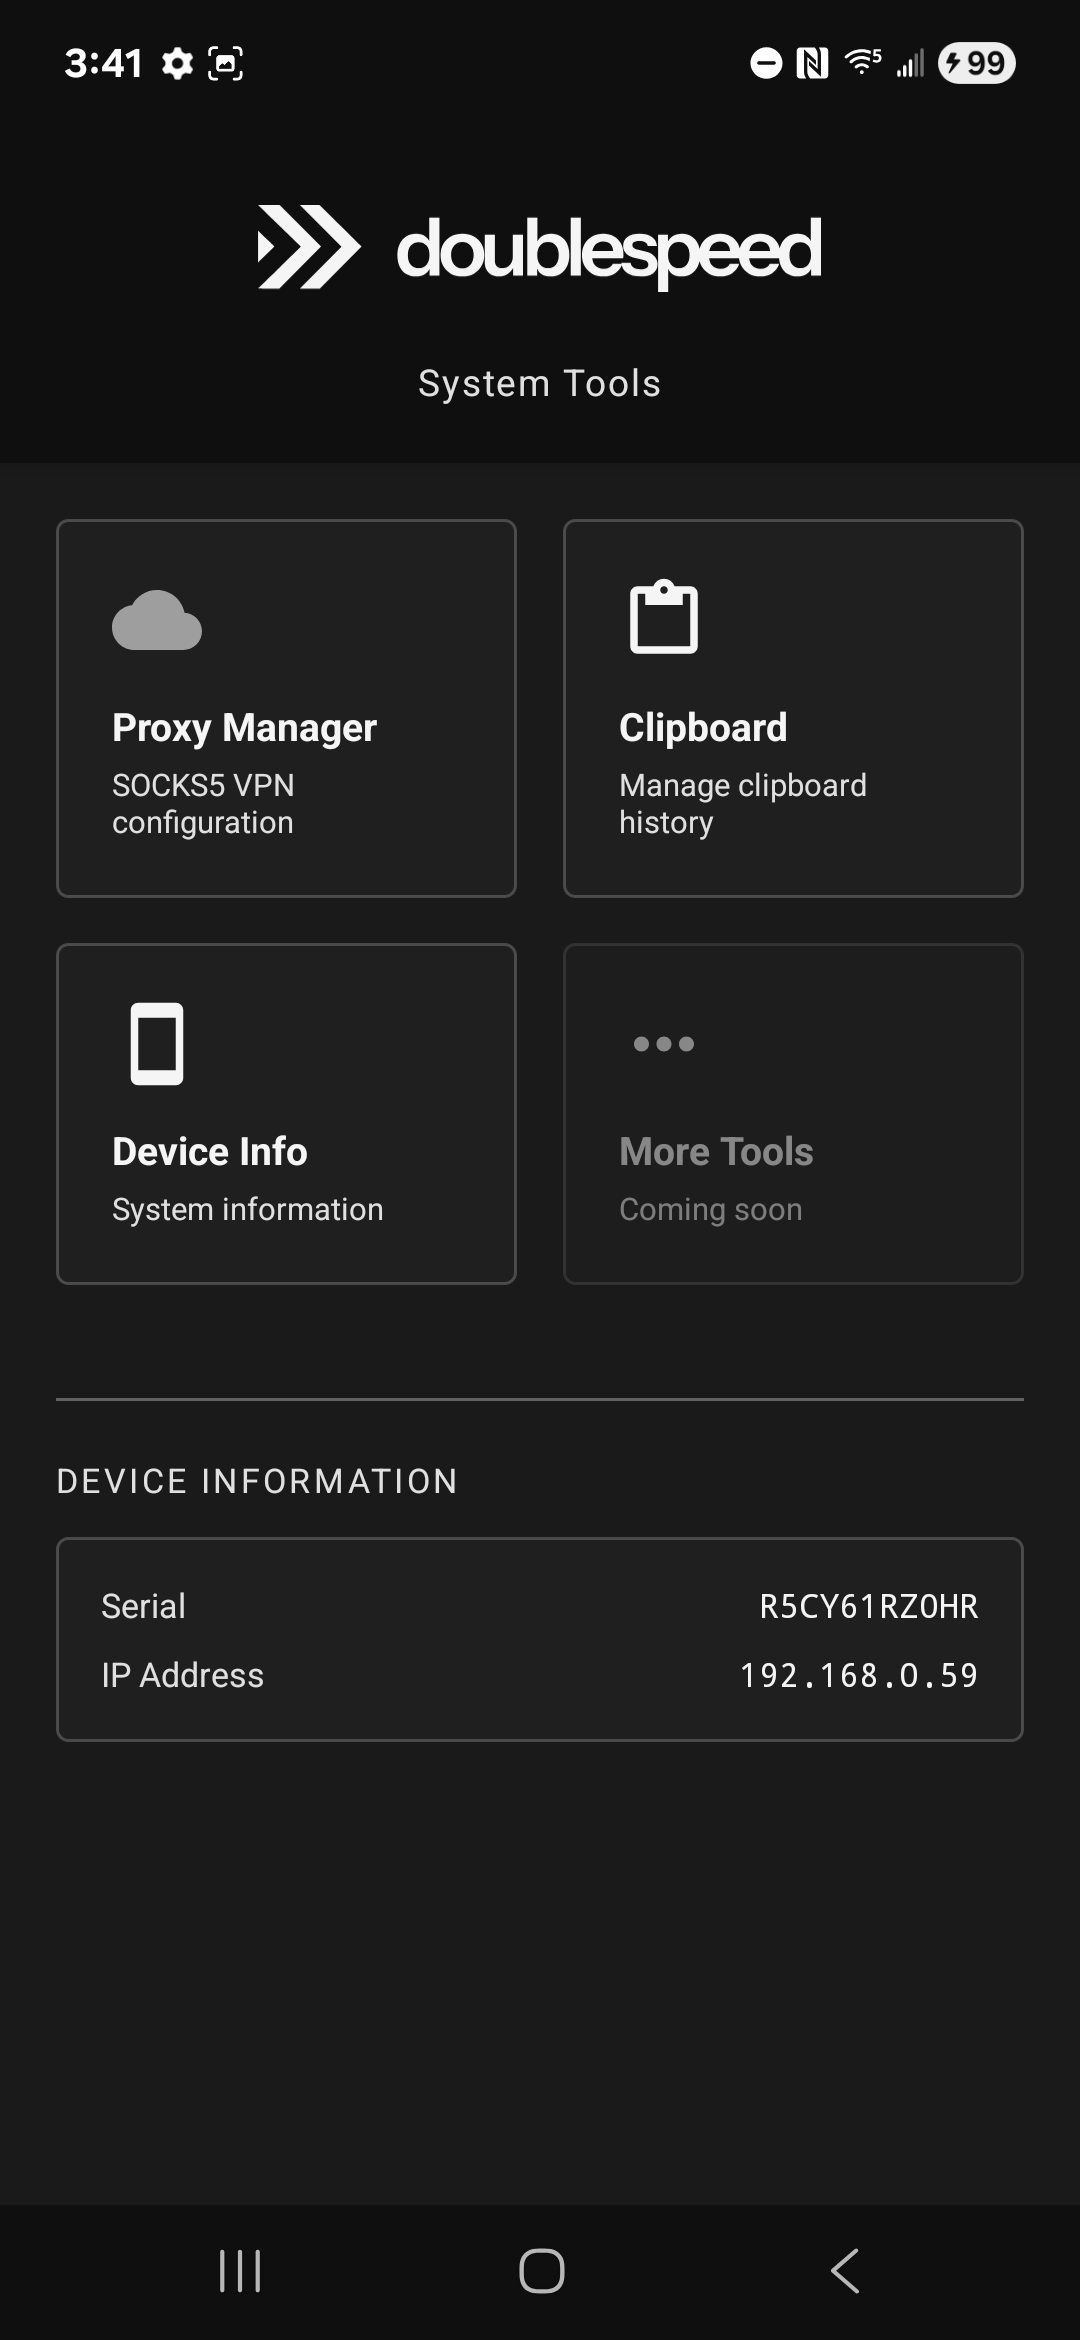 3:41
5
99
doublespeed
System Tools
Proxy Manager
SOCKS5 VPN
configuration
Clipboard
Manage clipboard
history
Device Info
System information
More Tools
Coming soon
DEVICE INFORMATION
Serial R5CY61RZ0HR
IP Address 192.168.0.59